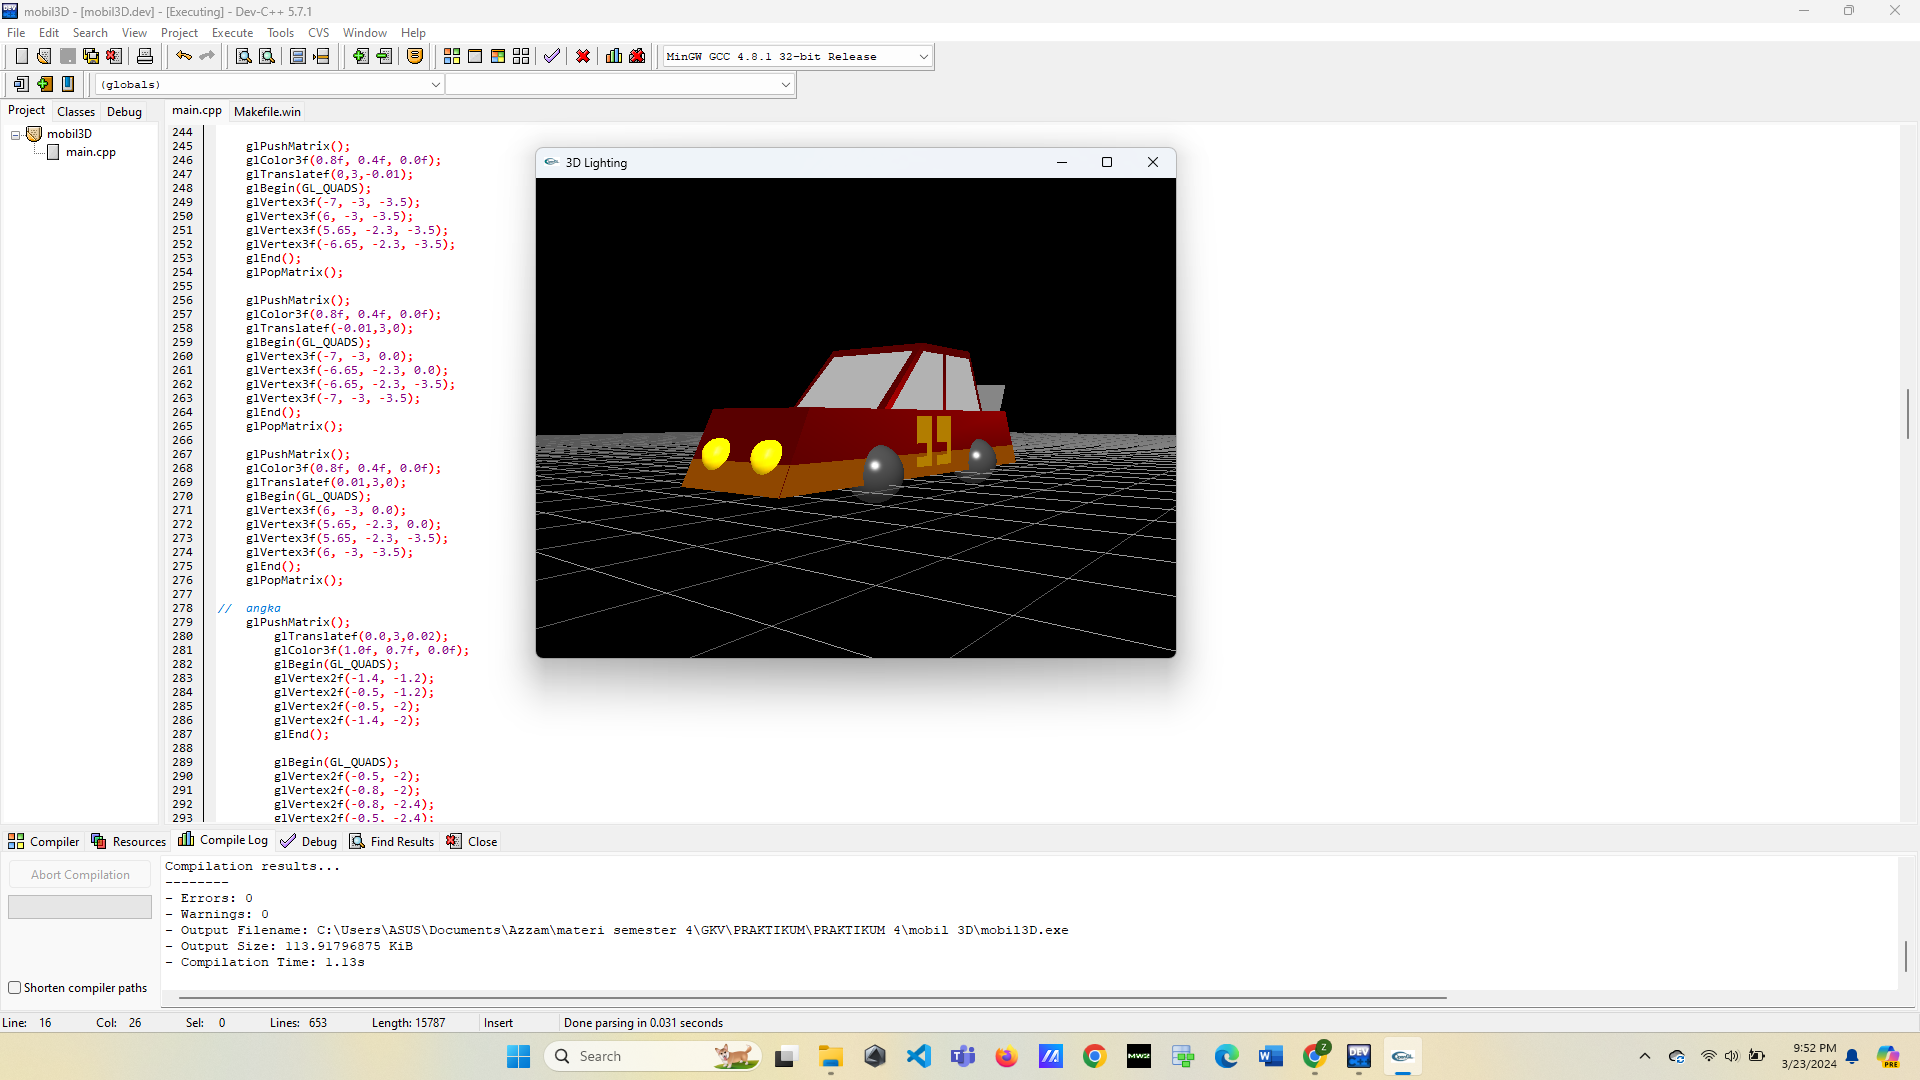 mobil3D - [mobil3D.dev] - [Executing] - Dev-C++ 5.7.1
File Edit Search View Project Execute Tools CVS Window Help
MinGW GCC 4.8.1 32-bit Release
(globals)
Project Classes Debug
main.cpp Makefile.win
mobil3D
main.cpp
244
245 glPushMatrix();
246 glColor3f(0.8f, 0.4f, 0.0f);
247 glTranslatef(0,3,-0.01);
248 glBegin(GL_QUADS);
249 glVertex3f(-7, -3, -3.5);
250 glVertex3f(6, -3, -3.5);
251 glVertex3f(5.65, -2.3, -3.5);
252 glVertex3f(-6.65, -2.3, -3.5);
253 glEnd();
254 glPopMatrix();
255
256 glPushMatrix();
257 glColor3f(0.8f, 0.4f, 0.0f);
258 glTranslatef(-0.01,3,0);
259 glBegin(GL_QUADS);
260 glVertex3f(-7, -3, 0.0);
261 glVertex3f(-6.65, -2.3, 0.0);
262 glVertex3f(-6.65, -2.3, -3.5);
263 glVertex3f(-7, -3, -3.5);
264 glEnd();
265 glPopMatrix();
266
267 glPushMatrix();
268 glColor3f(0.8f, 0.4f, 0.0f);
269 glTranslatef(0.01,3,0);
270 glBegin(GL_QUADS);
271 glVertex3f(6, -3, 0.0);
272 glVertex3f(5.65, -2.3, 0.0);
273 glVertex3f(5.65, -2.3, -3.5);
274 glVertex3f(6, -3, -3.5);
275 glEnd();
276 glPopMatrix();
277
278 // angka
279 glPushMatrix();
280 glTranslatef(0.0,3,0.02);
281 glColor3f(1.0f, 0.7f, 0.0f);
282 glBegin(GL_QUADS);
283 glVertex2f(-1.4, -1.2);
284 glVertex2f(-0.5, -1.2);
285 glVertex2f(-0.5, -2);
286 glVertex2f(-1.4, -2);
287 glEnd();
288
289 glBegin(GL_QUADS);
290 glVertex2f(-0.5, -2);
291 glVertex2f(-0.8, -2);
292 glVertex2f(-0.8, -2.4);
293 glVertex2f(-0.5, -2.4);
3D Lighting
99
Compiler Resources Compile Log Debug Find Results Close
Abort Compilation
Shorten compiler paths
Compilation results...
--------
- Errors: 0
- Warnings: 0
- Output Filename: C:\Users\ASUS\Documents\Azzam\materi semester 4\GKV\PRAKTIKUM\PRAKTIKUM 4\mobil 3D\mobil3D.exe
- Output Size: 113.91796875 KiB
- Compilation Time: 1.13s
Line: 16 Col: 26 Sel: 0 Lines: 653 Length: 15787 Insert Done parsing in 0.031 seconds
Search
9:52 PM
3/23/2024